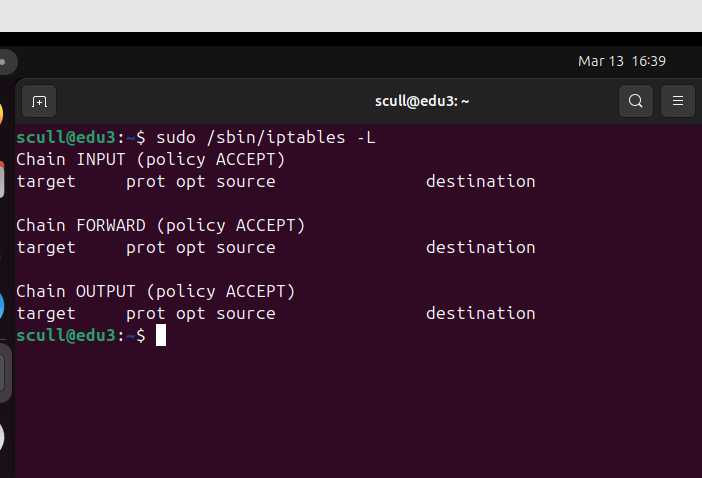 Mar 13 16:39
scull@edu3: ~
scull@edu3:~$ sudo /sbin/iptables -L
Chain INPUT (policy ACCEPT)
target     prot opt source               destination

Chain FORWARD (policy ACCEPT)
target     prot opt source               destination

Chain OUTPUT (policy ACCEPT)
target     prot opt source               destination
scull@edu3:~$